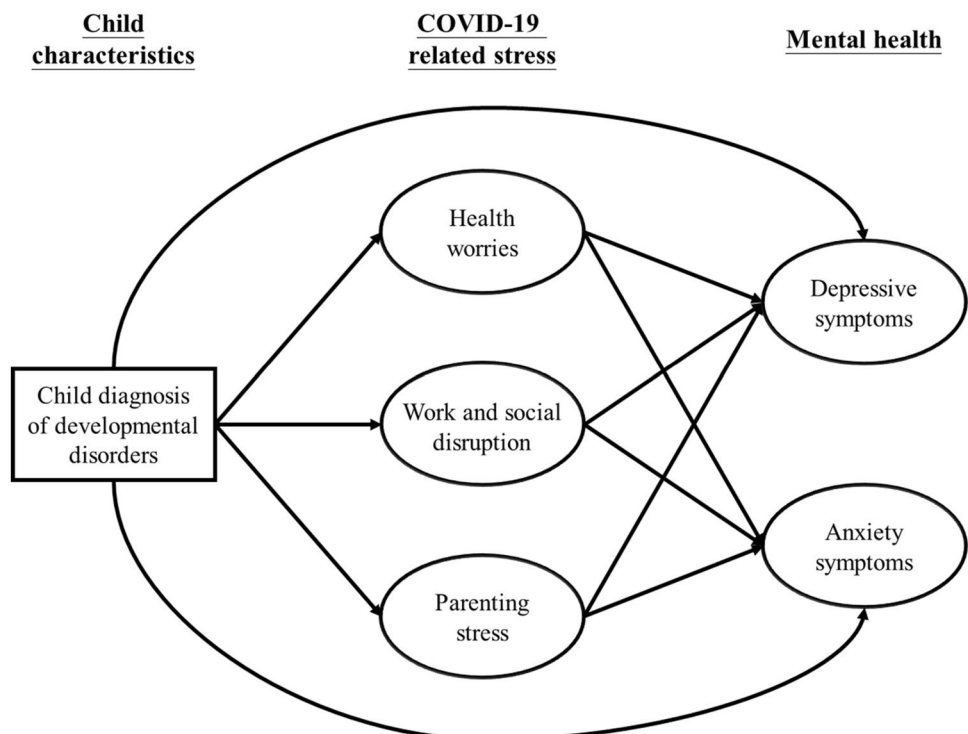 Child
characteristics
COVID-19
related stress
Mental health
Health
worries
Depressive
symptoms
Child diagnosis
of developmental
disorders
Work and social
disruption
Anxiety
symptoms
Parenting
stress